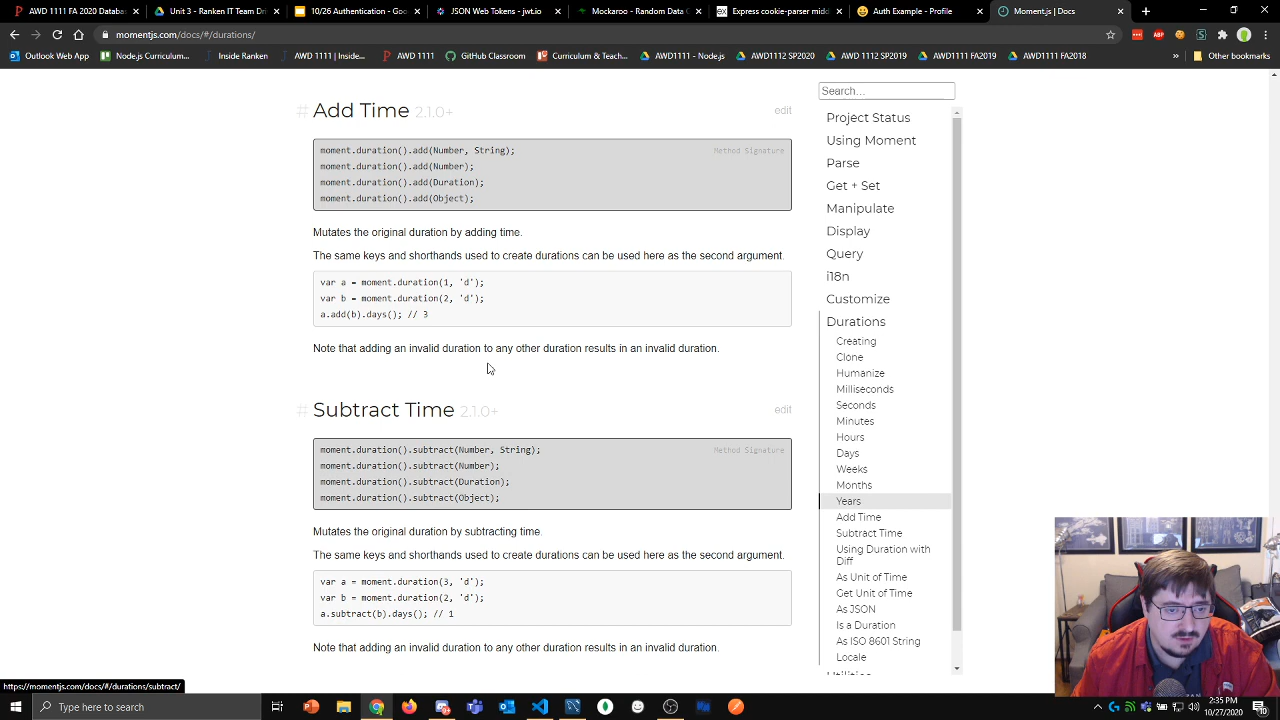 AWD 1111 FA 2020 Databas
Unit 3 - Ranken IT Team Dri
10/26 Authentication - Goo
JSON Web Tokens - jwt.io
Mockaroo - Random Data G
Express cookie-parser midd
Auth Example - Profile
Moment.js | Docs
momentjs.com/docs/#/durations/
Outlook Web App
Node.js Curriculum...
Inside Ranken
AWD 1111 | Inside...
AWD 1111
GitHub Classroom
Curriculum & Teach...
AWD1111 - Node.js
AWD 1112 SP2020
AWD 1112 SP2020
AWD1111 FA2019
AWD1111 FA2018
»
Other bookmarks
# Add Time 2.1.0+
edit
moment.duration().add(Number, String);
Method Signature
moment.duration().add(Number);
moment.duration().add(Duration);
moment.duration().add(Object);
Mutates the original duration by adding time.
The same keys and shorthands used to create durations can be used here as the second argument.
var a = moment.duration(1, 'd');
var b = moment.duration(2, 'd');
a.add(b).days(); // 3
Note that adding an invalid duration to any other duration results in an invalid duration.
# Subtract Time 2.1.0+
edit
moment.duration().subtract(Number, String);
Method Signature
moment.duration().subtract(Number);
moment.duration().subtract(Duration);
moment.duration().subtract(Object);
Mutates the original duration by subtracting time.
The same keys and shorthands used to create durations can be used here as the second argument.
var a = moment.duration(3, 'd');
var b = moment.duration(2, 'd');
a.subtract(b).days(); // 1
Note that adding an invalid duration to any other duration results in an invalid duration.
Search...
Project Status
Using Moment
Parse
Get + Set
Manipulate
Display
Query
i18n
Customize
Durations
Creating
Clone
Humanize
Milliseconds
Seconds
Minutes
Hours
Days
Weeks
Months
Years
Add Time
Subtract Time
Using Duration with
Diff
As Unit of Time
Get Unit of Time
As JSON
Is a Duration
As ISO 8601 String
Locale
Utilities
https://momentjs.com/docs/#/durations/subtract/
Type here to search
2:35 PM
10/27/2020